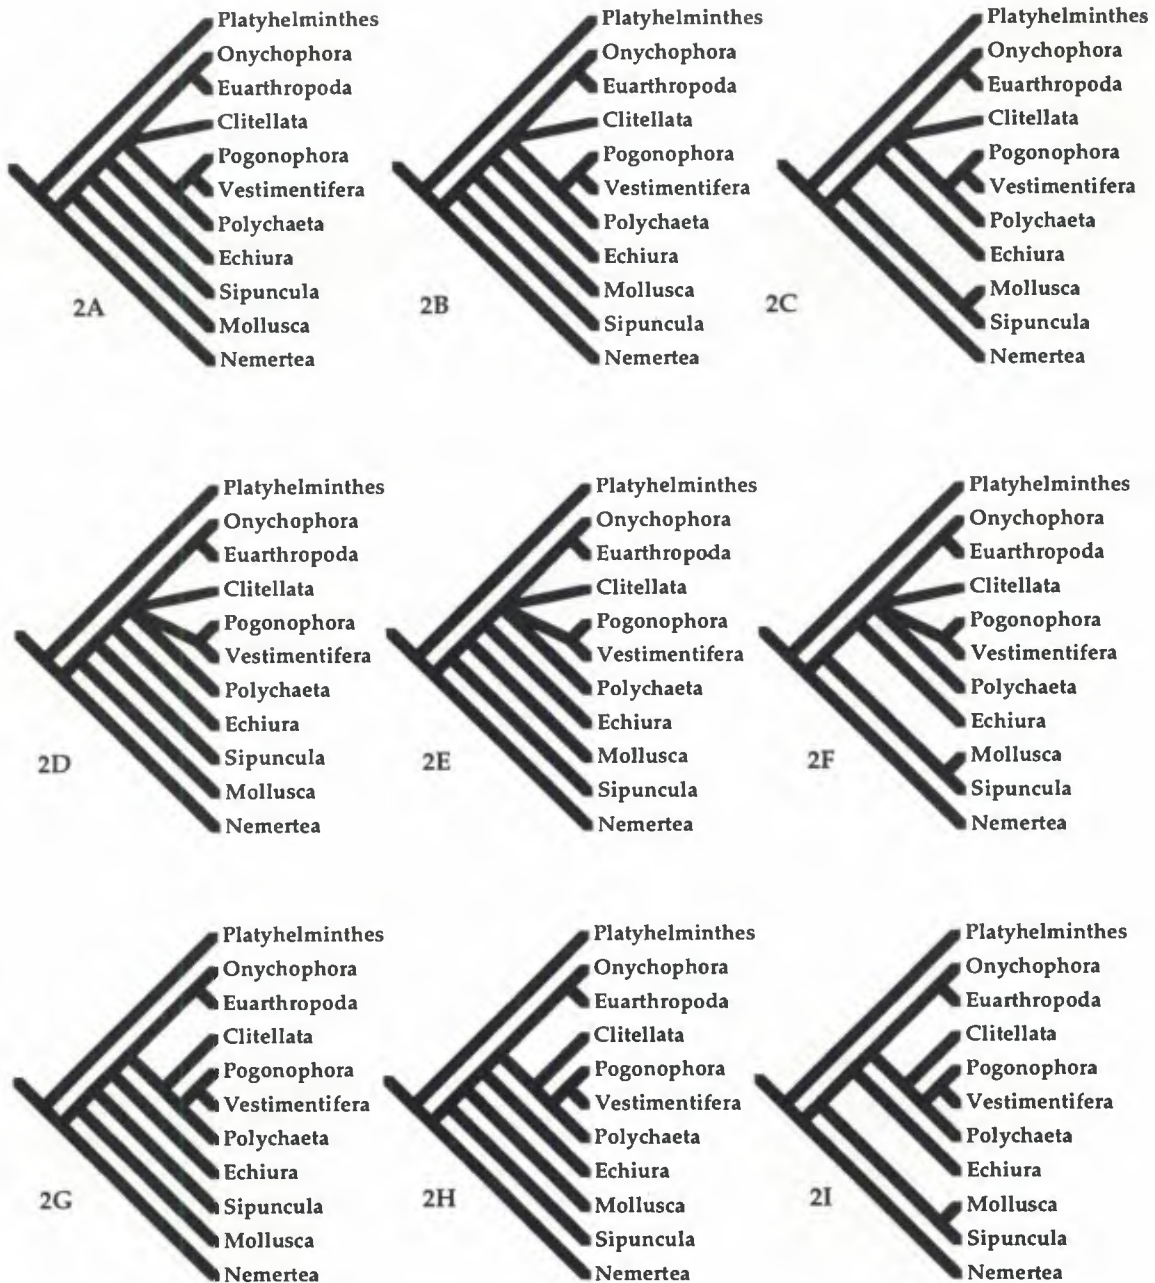 Platyhelminthes
Onychophora
Euarthropoda
Clitellata
Pogonophora
Vestimentifera
Polychaeta
Echiura
Sipuncula
Mollusca
Nemertea
2A
Platyhelminthes
Onychophora
Euarthropoda
Clitellata
Pogonophora
Vestimentifera
Polychaeta
Echiura
Mollusca
Sipuncula
Nemertea
2B
Platyhelminthes
Onychophora
Euarthropoda
Clitellata
Pogonophora
Vestimentifera
Polychaeta
Echiura
Mollusca
Sipuncula
Nemertea
2C
Platyhelminthes
Onychophora
Euarthropoda
Clitellata
Pogonophora
Vestimentifera
Polychaeta
Echiura
Sipuncula
Mollusca
Nemertea
2D
Platyhelminthes
Onychophora
Euarthropoda
Clitellata
Pogonophora
Vestimentifera
Polychaeta
Echiura
Mollusca
Sipuncula
Nemertea
2E
Platyhelminthes
Onychophora
Euarthropoda
Clitellata
Pogonophora
Vestimentifera
Polychaeta
Echiura
Mollusca
Sipuncula
Nemertea
2F
Platyhelminthes
Onychophora
Euarthropoda
Clitellata
Pogonophora
Vestimentifera
Polychaeta
Echiura
Sipuncula
Mollusca
Nemertea
2G
Platyhelminthes
Onychophora
Euarthropoda
Clitellata
Pogonophora
Vestimentifera
Polychaeta
Echiura
Mollusca
Sipuncula
Nemertea
2H
Platyhelminthes
Onychophora
Euarthropoda
Clitellata
Pogonophora
Vestimentifera
Polychaeta
Echiura
Mollusca
Sipuncula
Nemertea
2I